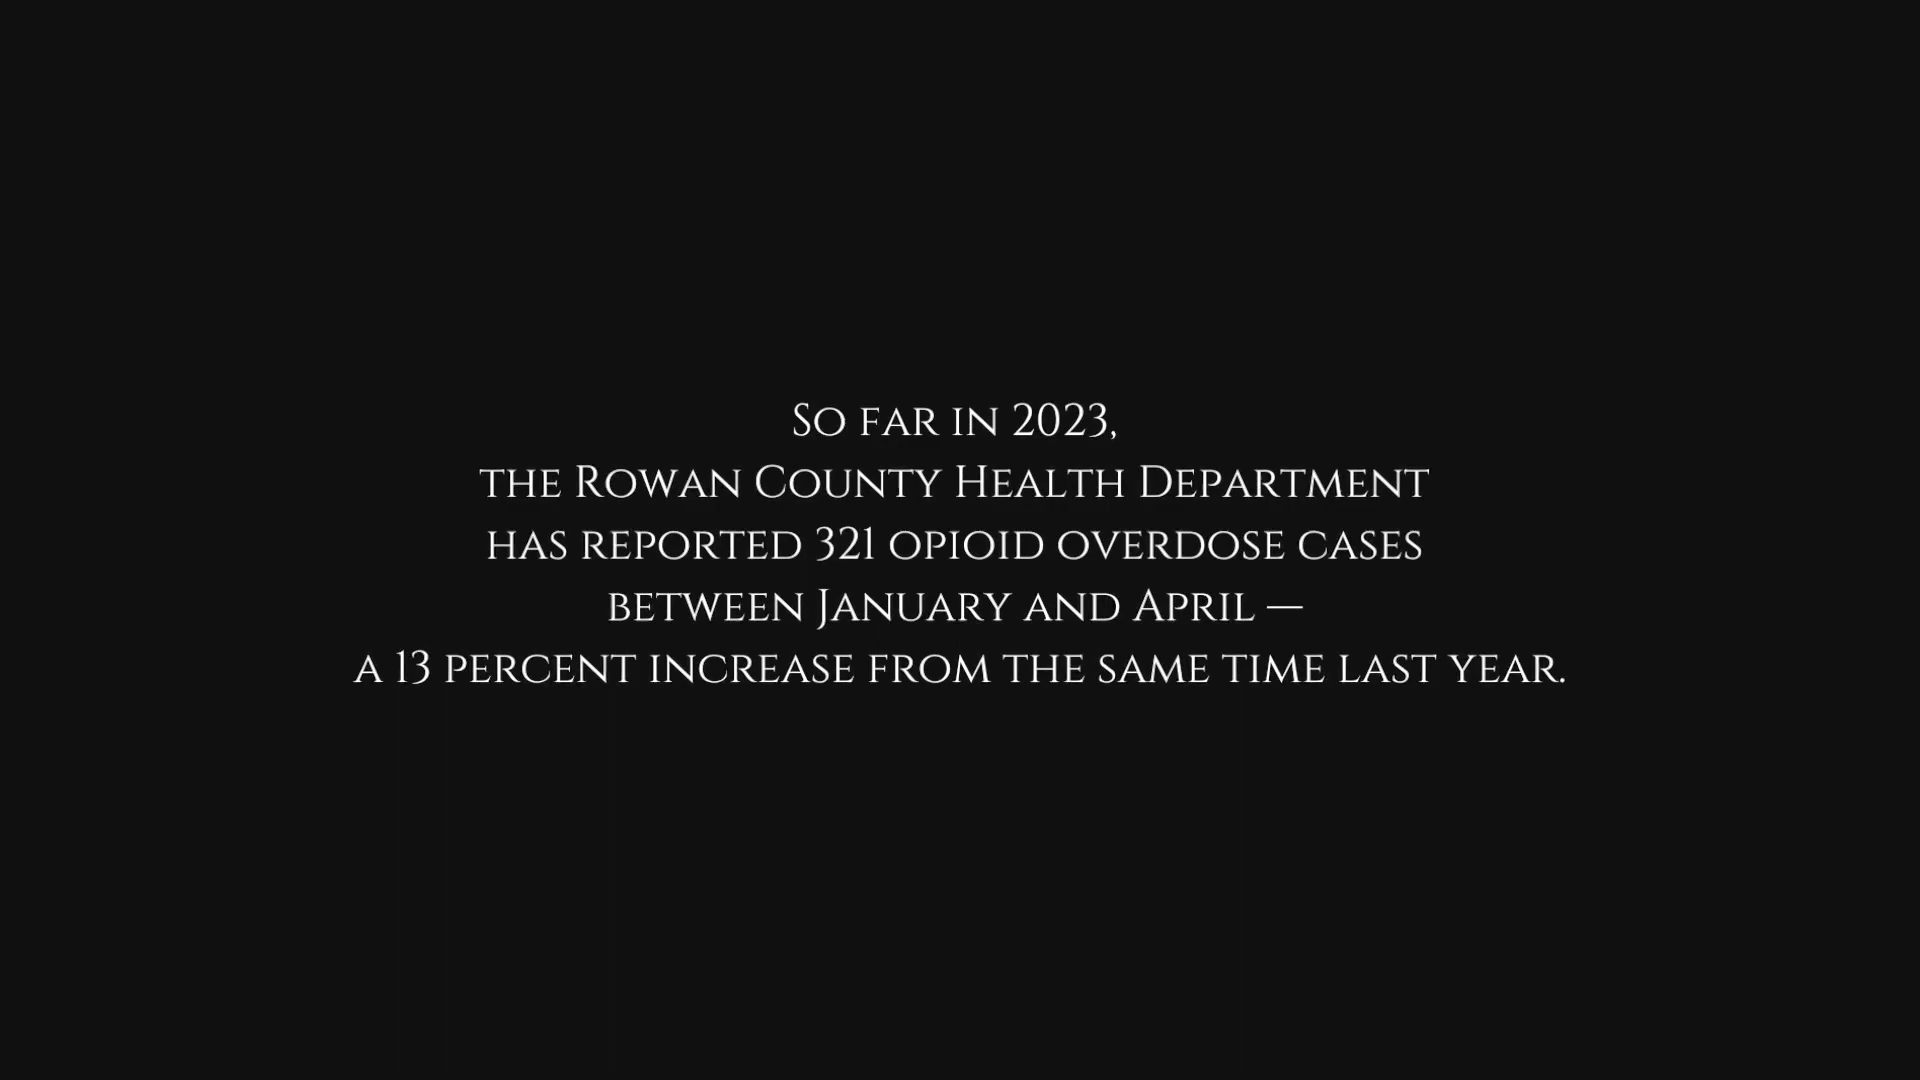 So far in 2023,
the Rowan County Health Department
has reported 321 opioid overdose cases
between January and April —
a 13 percent increase from the same time last year.